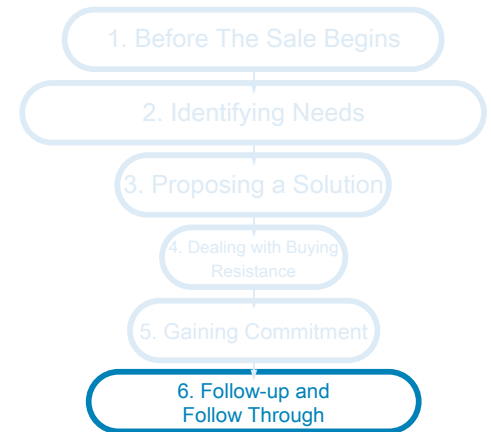 1. Before The Sale Begins
2. Identifying Needs
3. Proposing a Solution
4. Dealing with Buying
Resistance
5. Gaining Commitment
6. Follow-up and
Follow Through